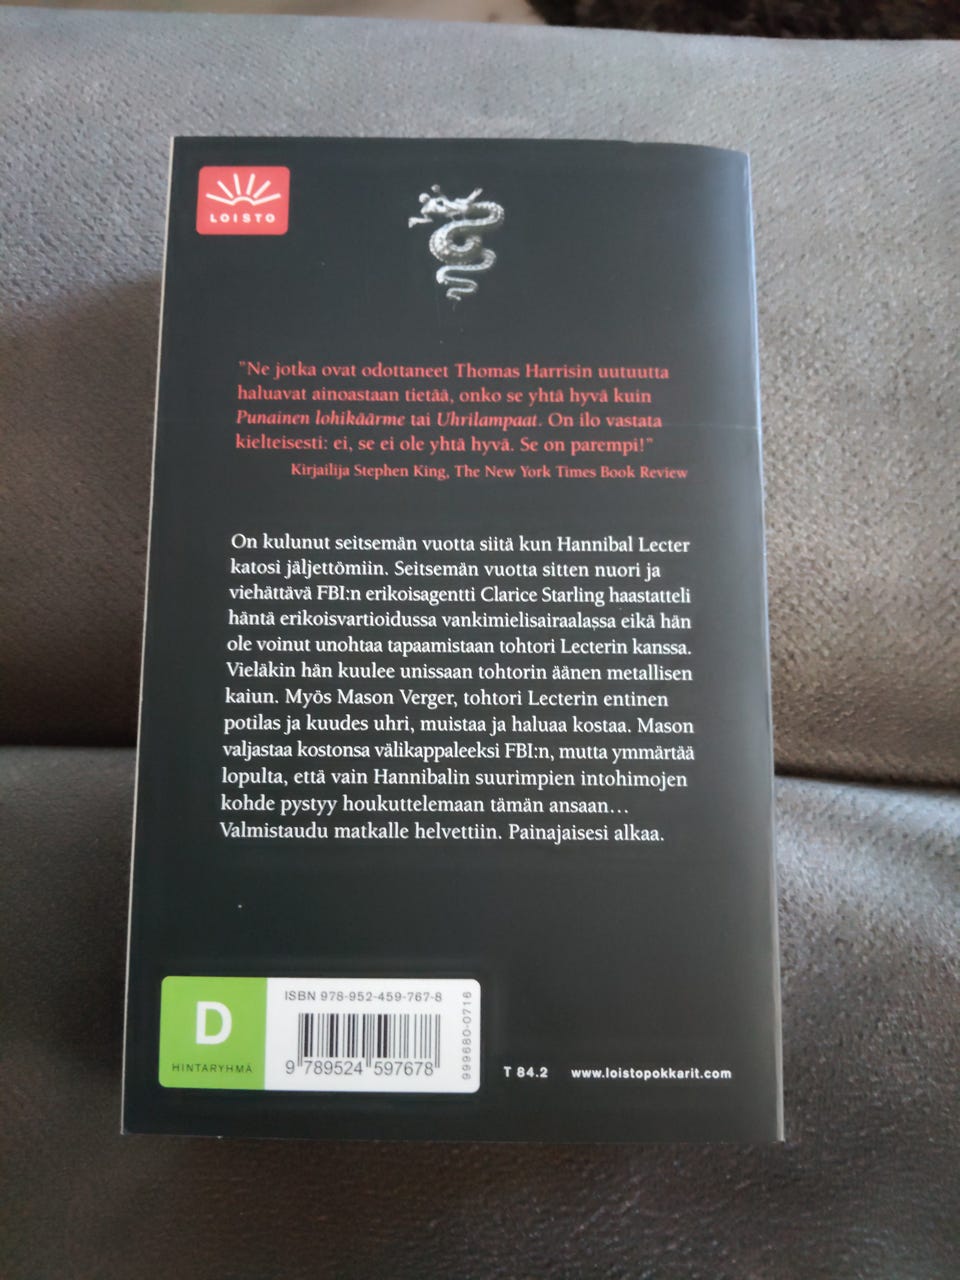 LOISTO
"Ne jotka ovat odottaneet Thomas Harrisin uutuutta
haluavat ainoastaan tietää, onko se yhtä hyvä kuin
Punainen lohikäärme tai Uhrilampaat. On ilo vastata
kielteisesti: ei, se ei ole yhtä hyvä. Se on parempi!"
Kirjailija Stephen King, The New York Times Book Review
On kulunut seitsemän vuotta siitä kun Hannibal Lecter
katosi jäljettömiin. Seitsemän vuotta sitten nuori ja
viehättävä FBI:n erikoisagentti Clarice Starling haastatteli
häntä erikoisvartioidussa vankimielisairaalassa eikä hän
ole voinut unohtaa tapaamistaan tohtori Lecterin kanssa.
Vieläkin hän kuulee unissaan tohtorin äänen metallisen
kaiun. Myös Mason Verger, tohtori Lecterin entinen
potilas ja kuudes uhri, muistaa ja haluaa kostaa. Mason
valjastaa kostonsa välikappaleeksi FBI:n, mutta ymmärtää
lopulta, että vain Hannibalin suurimpien intohimojen
kohde pystyy houkuttelemaan tämän ansaan...
Valmistaudu matkalle helvettiin. Painajaisesi alkaa.
D
HINTARYHMÄ
ISBN 978-952-459-767-8
9 789524 597678
999680-0716
T 84.2 www.loistopokkarit.com